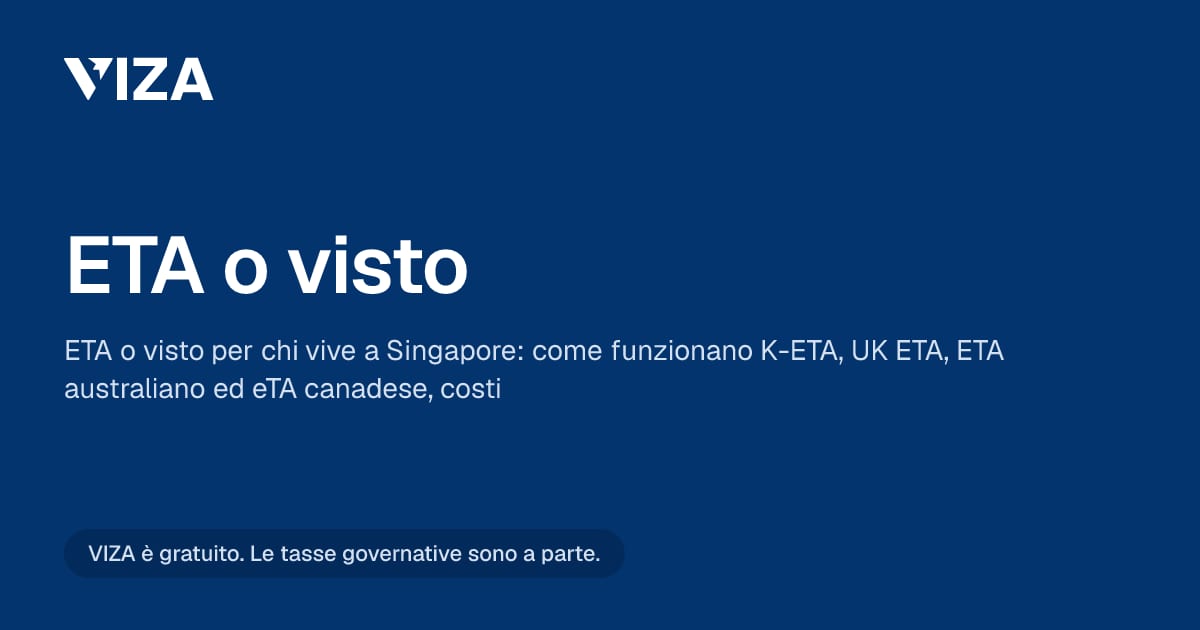 VIZA
ETA o visto
ETA o visto per chi vive a Singapore: come funzionano K-ETA, UK ETA, ETA
australiano ed eTA canadese, costi
VIZA è gratuito. Le tasse governative sono a parte.